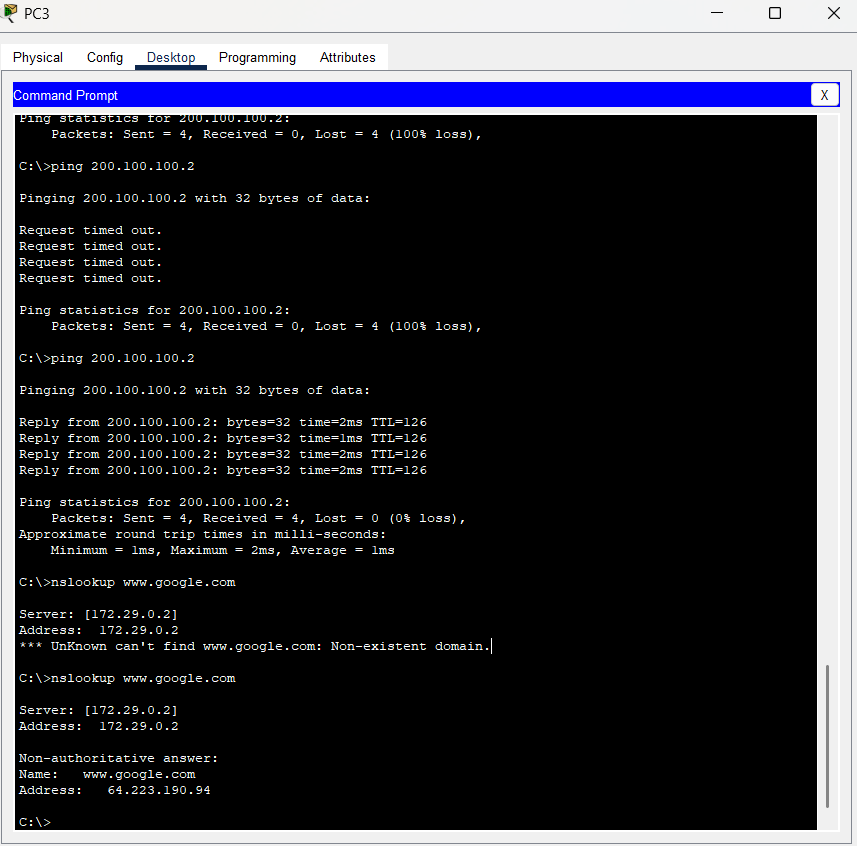 PC3
Physical Config Desktop Programming Attributes
Command Prompt X
Ping statistics for 200.100.100.2:
    Packets: Sent = 4, Received = 0, Lost = 4 (100% loss),
C:\>ping 200.100.100.2
Pinging 200.100.100.2 with 32 bytes of data:
Request timed out.
Request timed out.
Request timed out.
Request timed out.
Ping statistics for 200.100.100.2:
    Packets: Sent = 4, Received = 0, Lost = 4 (100% loss),
C:\>ping 200.100.100.2
Pinging 200.100.100.2 with 32 bytes of data:
Reply from 200.100.100.2: bytes=32 time=2ms TTL=126
Reply from 200.100.100.2: bytes=32 time=1ms TTL=126
Reply from 200.100.100.2: bytes=32 time=2ms TTL=126
Reply from 200.100.100.2: bytes=32 time=2ms TTL=126
Ping statistics for 200.100.100.2:
    Packets: Sent = 4, Received = 4, Lost = 0 (0% loss),
Approximate round trip times in milli-seconds:
    Minimum = 1ms, Maximum = 2ms, Average = 1ms
C:\>nslookup www.google.com
Server: [172.29.0.2]
Address:  172.29.0.2
*** UnKnown can't find www.google.com: Non-existent domain.
C:\>nslookup www.google.com
Server: [172.29.0.2]
Address:  172.29.0.2
Non-authoritative answer:
Name:   www.google.com
Address:   64.223.190.94
C:\>